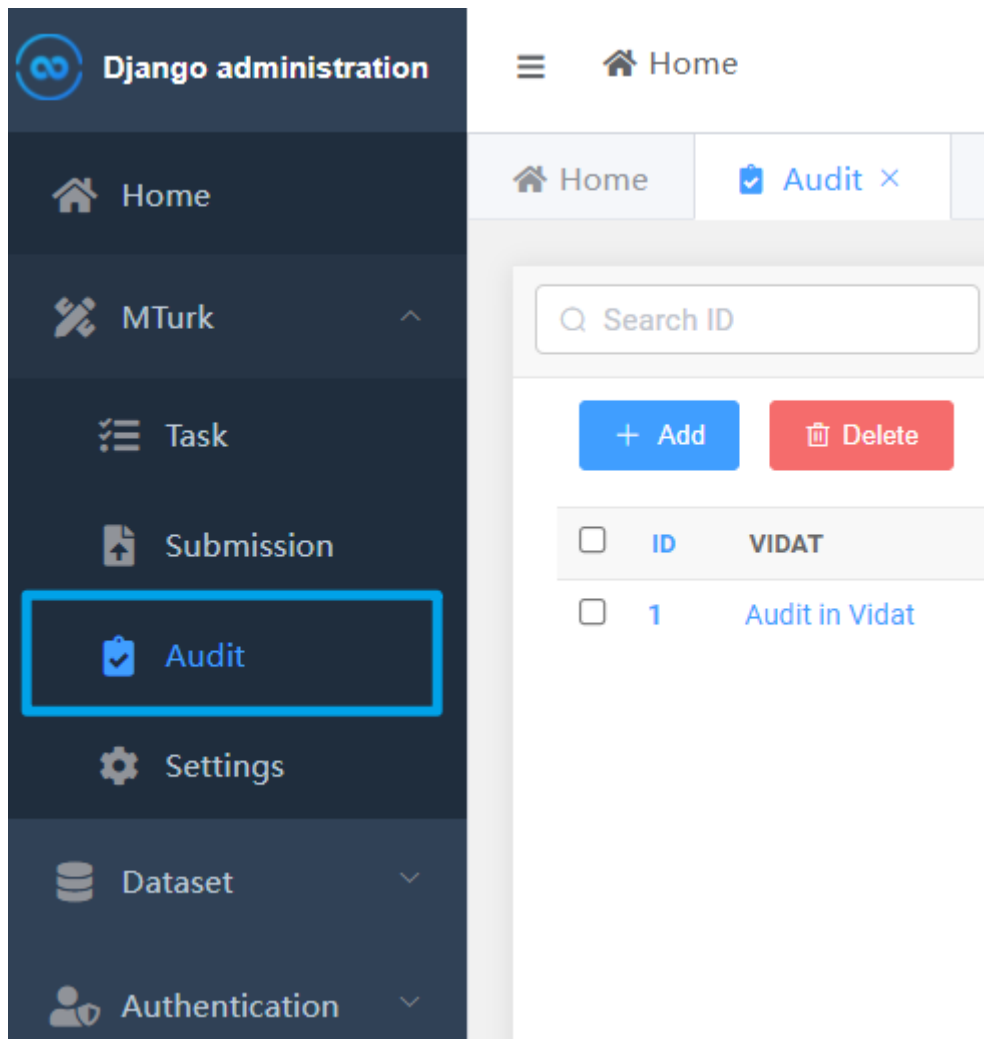 Django administration
Home
MTurk
Task
Submission
Audit
Settings
Dataset
Authentication
Home
Home
Audit ×
Search ID
+ Add
Delete
ID VIDAT
1 Audit in Vidat